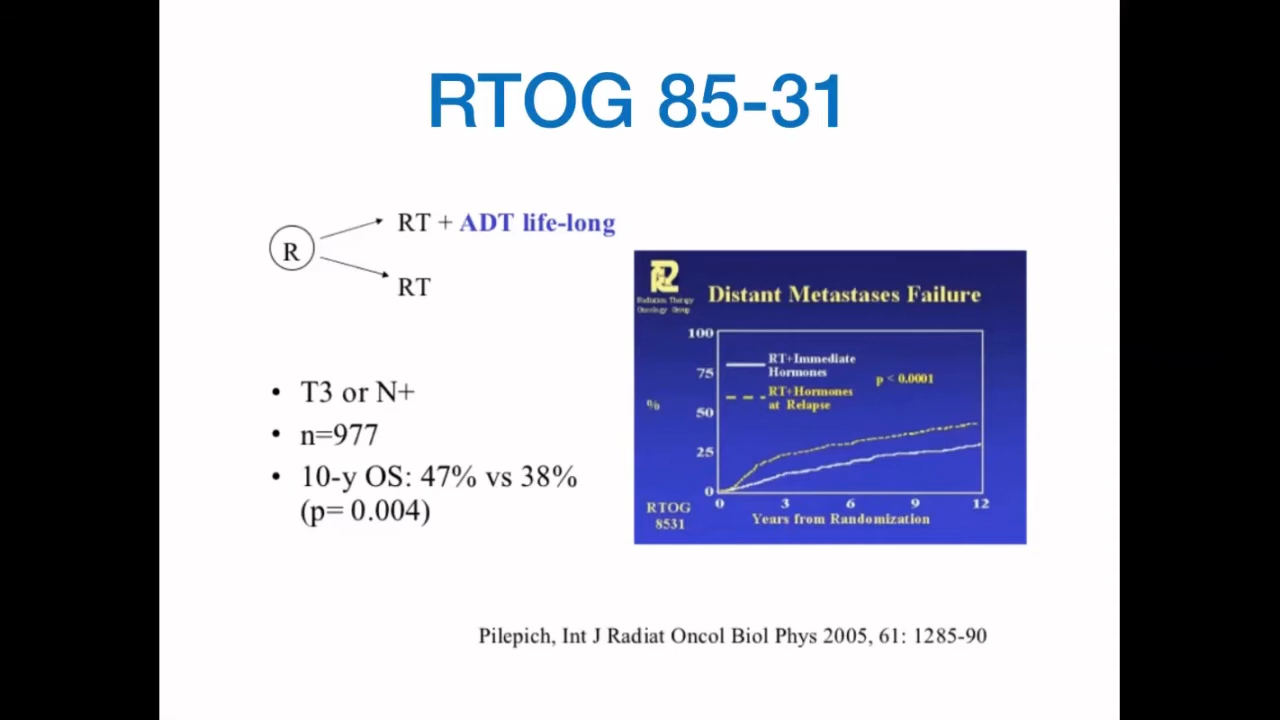 RTOG 85-31
RT + ADT life-long
R
RT
• T3 or N+
• n=977
• 10-y OS: 47% vs 38%
(p= 0.004)
Radiation Therapy
Oncology Group
Distant Metastases Failure
100
75
%
50
25
0
RT+Immediate
Hormones
RT+Hormones
at Relapse
p < 0.0001
0 3 6 9 12
Years from Randomization
RTOG
8531
Pilepich, Int J Radiat Oncol Biol Phys 2005, 61: 1285-90